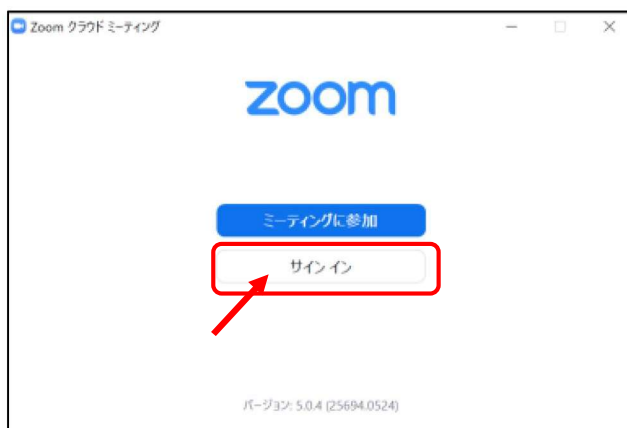 Zoom クラウド ミーティング
zoom
ミーティングに参加
サイン イン
バージョン: 5.0.4 (25694.0524)